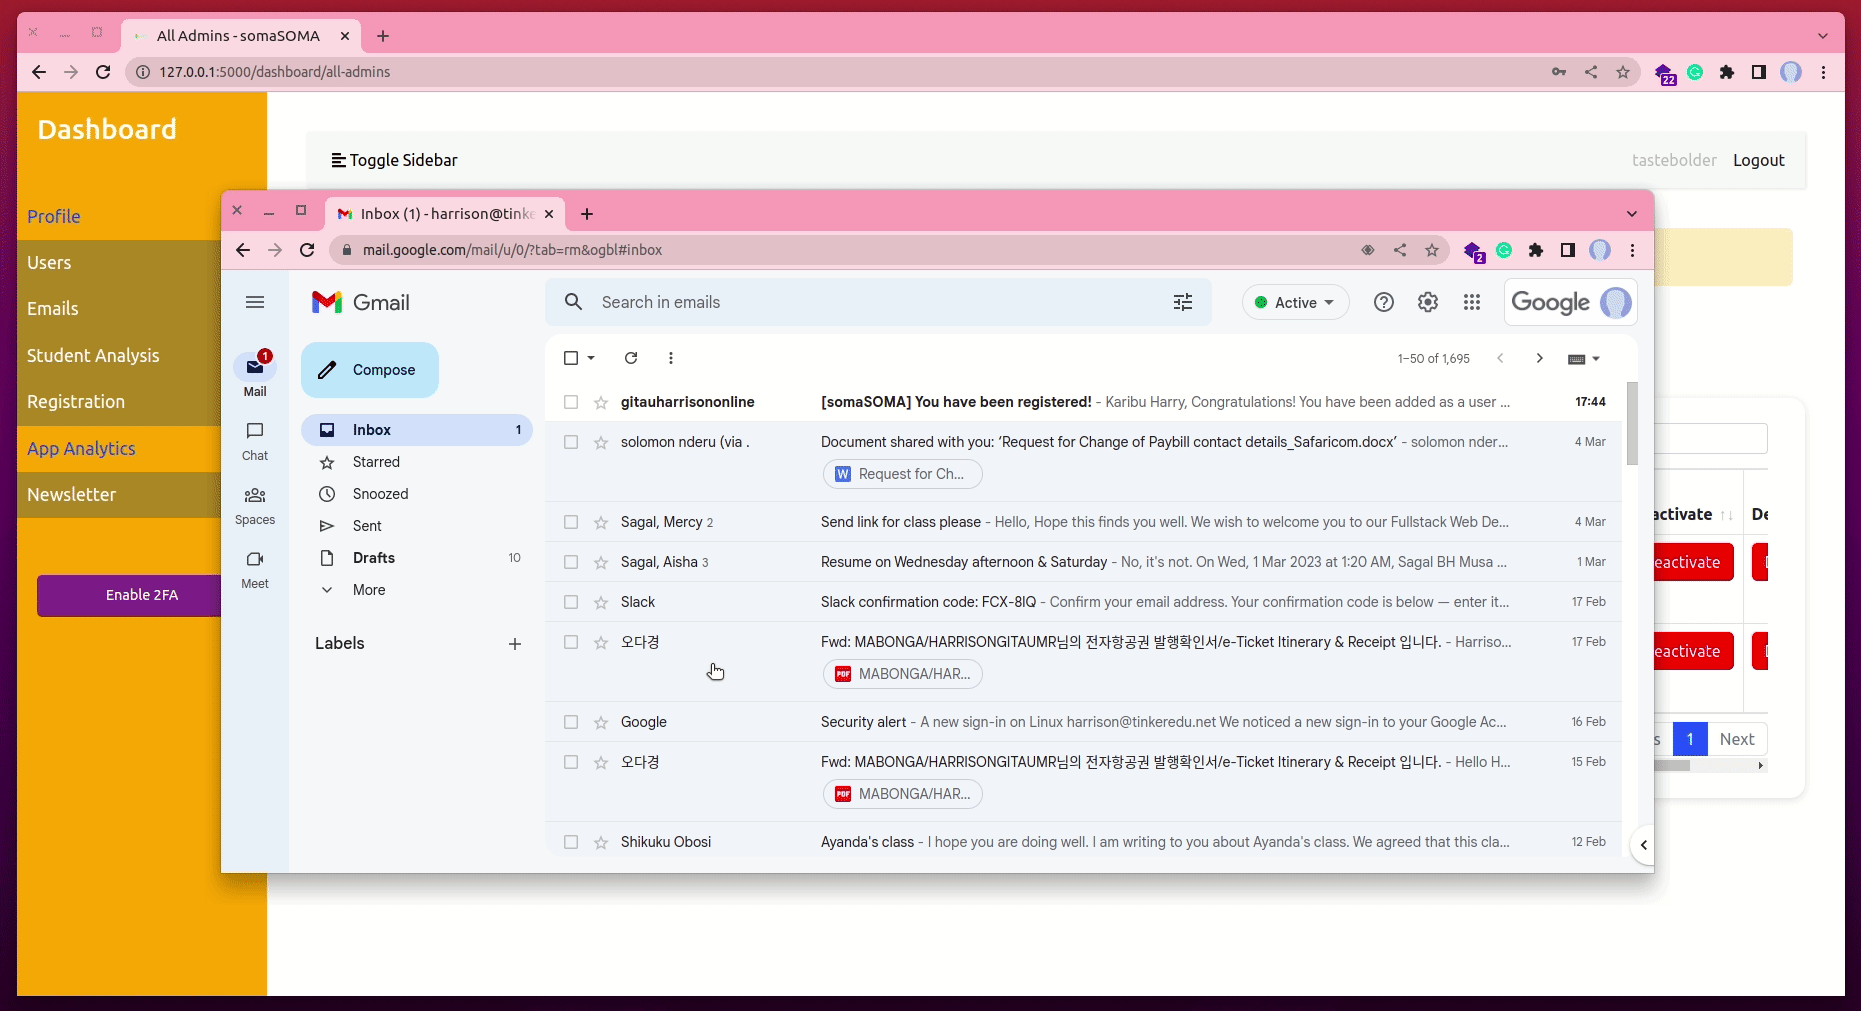 All Admins - somaSOMA
127.0.0.1:5000/dashboard/all-admins
22
Dashboard
Toggle Sidebar
tastebolder Logout
Profile
Users
Emails
Student Analysis
Registration
App Analytics
Newsletter
Enable 2FA
Inbox (1) - harrison@tinke
mail.google.com/mail/u/0/?tab=rm&ogbl#inbox
2
Gmail
Search in emails
Active
Google
1
Mail
Chat
Spaces
Meet
Compose
Inbox 1
Starred
Snoozed
Sent
Drafts 10
More
Labels
1–50 of 1,695
gitauharrisononline [somaSOMA] You have been registered! - Karibu Harry, Congratulations! You have been added as a user ... 17:44
solomon nderu (via . Document shared with you: ‘Request for Change of Paybill contact details_Safaricom.docx’ - solomon nder... 4 Mar
W Request for Ch...
Sagal, Mercy 2 Send link for class please - Hello, Hope this finds you well. We wish to welcome you to our Fullstack Web De... 4 Mar
Sagal, Aisha 3 Resume on Wednesday afternoon & Saturday - No, it's not. On Wed, 1 Mar 2023 at 1:20 AM, Sagal BH Musa ... 1 Mar
Slack Slack confirmation code: FCX-8IQ - Confirm your email address. Your confirmation code is below — enter it... 17 Feb
오다경 Fwd: MABONGA/HARRISONGITAUMR님의 전자항공권 발행확인서/e-Ticket Itinerary & Receipt 입니다. - Harriso... 17 Feb
PDF MABONGA/HAR...
Google Security alert - A new sign-in on Linux harrison@tinkeredu.net We noticed a new sign-in to your Google Ac... 16 Feb
오다경 Fwd: MABONGA/HARRISONGITAUMR님의 전자항공권 발행확인서/e-Ticket Itinerary & Receipt 입니다. - Hello H... 15 Feb
PDF MABONGA/HAR...
Shikuku Obosi Ayanda's class - I hope you are doing well. I am writing to you about Ayanda's class. We agreed that this cla... 12 Feb
activate De
eactivate
eactivate
s 1 Next